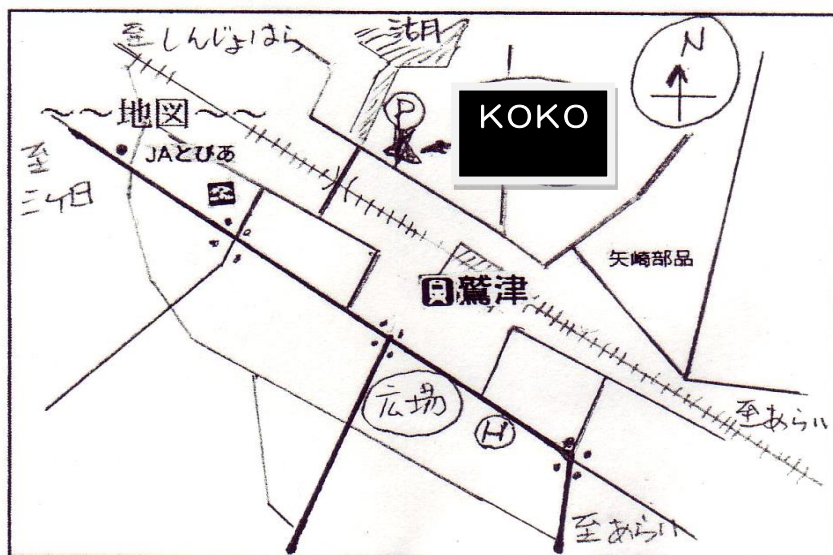 至しんじょはら
湖
N
～～地図～～
P
KOKO
JAとぴあ
至
三ケ日
矢崎部品
鷲津
広場
H
至あらい
至あらい